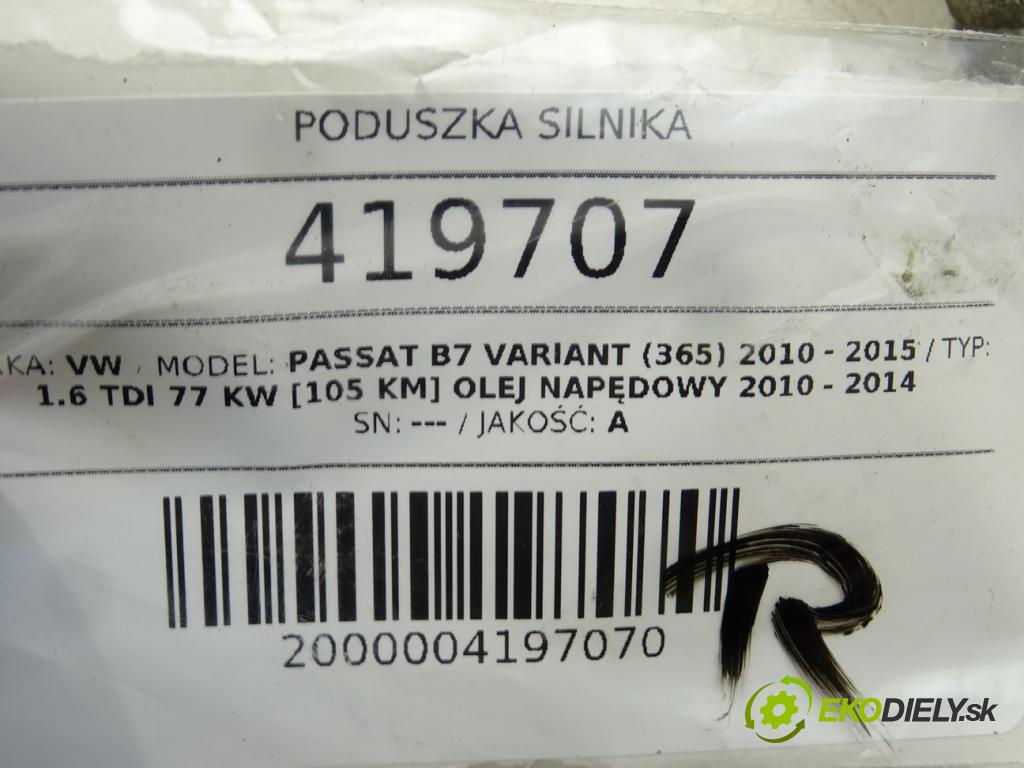 PODUSZKA SILNIKA
419707
KA: VW / MODEL: PASSAT B7 VARIANT (365) 2010 - 2015 / TYP:
1.6 TDI 77 KW [105 KM] OLEJ NAPĘDOWY 2010 - 2014
SN: --- / JAKOŚĆ: A
2000004197070
R
EKODIELY.sk